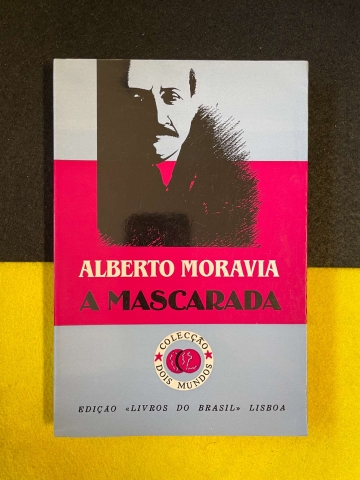 ALBERTO MORAVIA
A MASCARADA
COLECÇÃO
DOIS MUNDOS
EDIÇÃO «LIVROS DO BRASIL» LISBOA